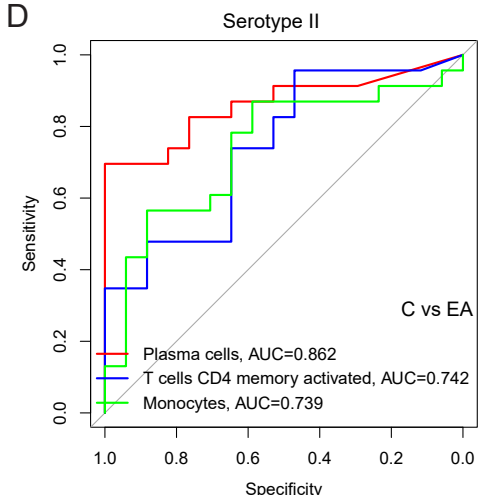 D
Serotype II
Sensitivity
1.0
0.8
0.6
0.4
0.2
0.0
C vs EA
Plasma cells, AUC=0.862
T cells CD4 memory activated, AUC=0.742
Monocytes, AUC=0.739
1.0 0.8 0.6 0.4 0.2 0.0
Specificity